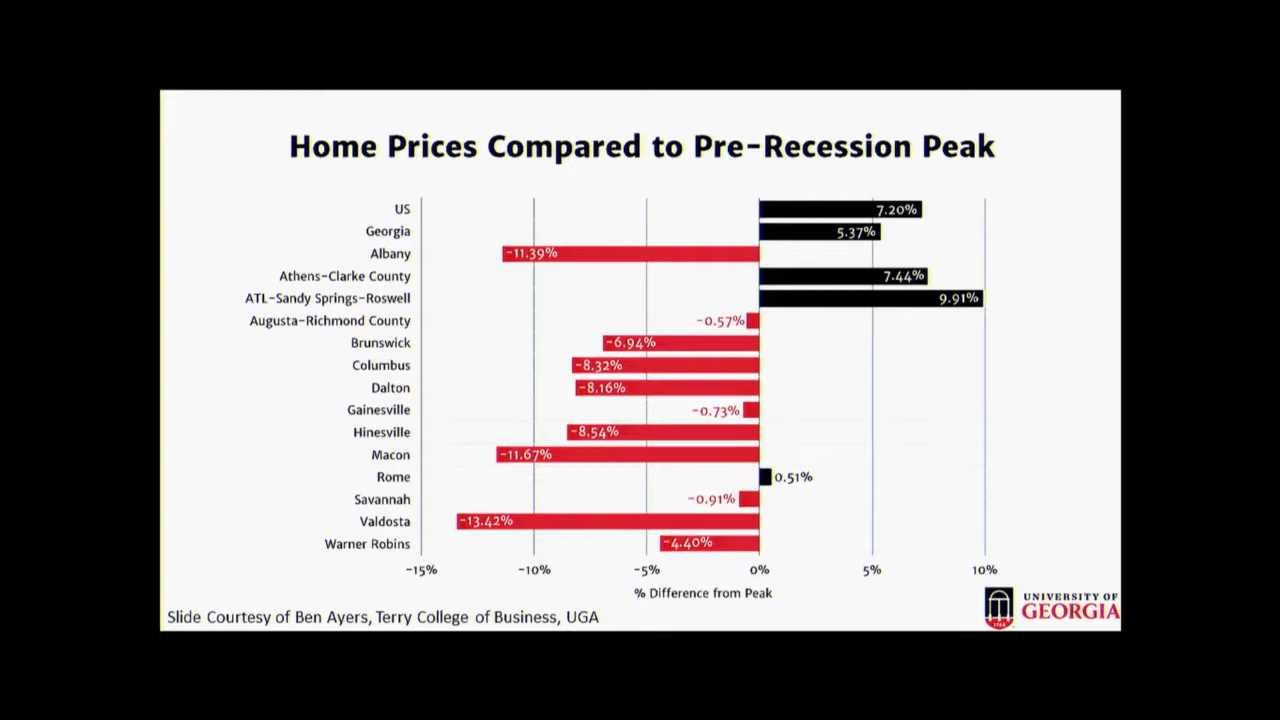 Home Prices Compared to Pre-Recession Peak
US 7.20%
Georgia 5.37%
Albany -11.39%
Athens-Clarke County 7.44%
ATL-Sandy Springs-Roswell 9.91%
Augusta-Richmond County -0.57%
Brunswick -6.94%
Columbus -8.32%
Dalton -8.16%
Gainesville -0.73%
Hinesville -8.54%
Macon -11.67%
Rome 0.51%
Savannah -0.91%
Valdosta -13.42%
Warner Robins -4.40%
-15% -10% -5% 0% 5% 10%
% Difference from Peak
Slide Courtesy of Ben Ayers, Terry College of Business, UGA
1785
UNIVERSITY OF
GEORGIA